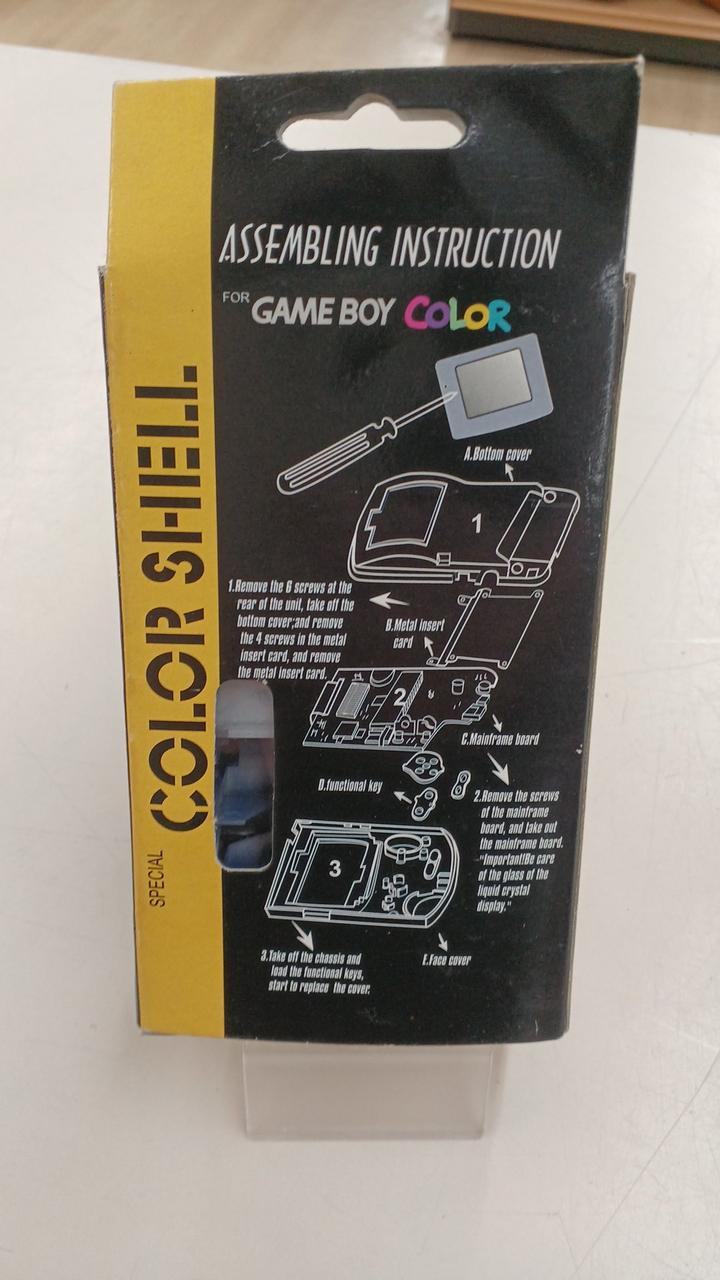 ASSEMBLING INSTRUCTION
FOR GAME BOY COLOR
SPECIAL COLOR SHELL
A.Bottom cover
1
1.Remove the 6 screws at the
rear of the unit, take off the
bottom cover;and remove
the 4 screws in the metal
insert card, and remove
the metal insert card.
B.Metal insert
card
2
C.Mainframe board
D.functional key
2.Remove the screws
of the mainframe
board, and take out
the mainframe board.
"Important!Be care
of the glass of the
liquid crystal
display."
3
3.Take off the chassis and
load the functional keys,
start to replace the cover.
E.Face cover